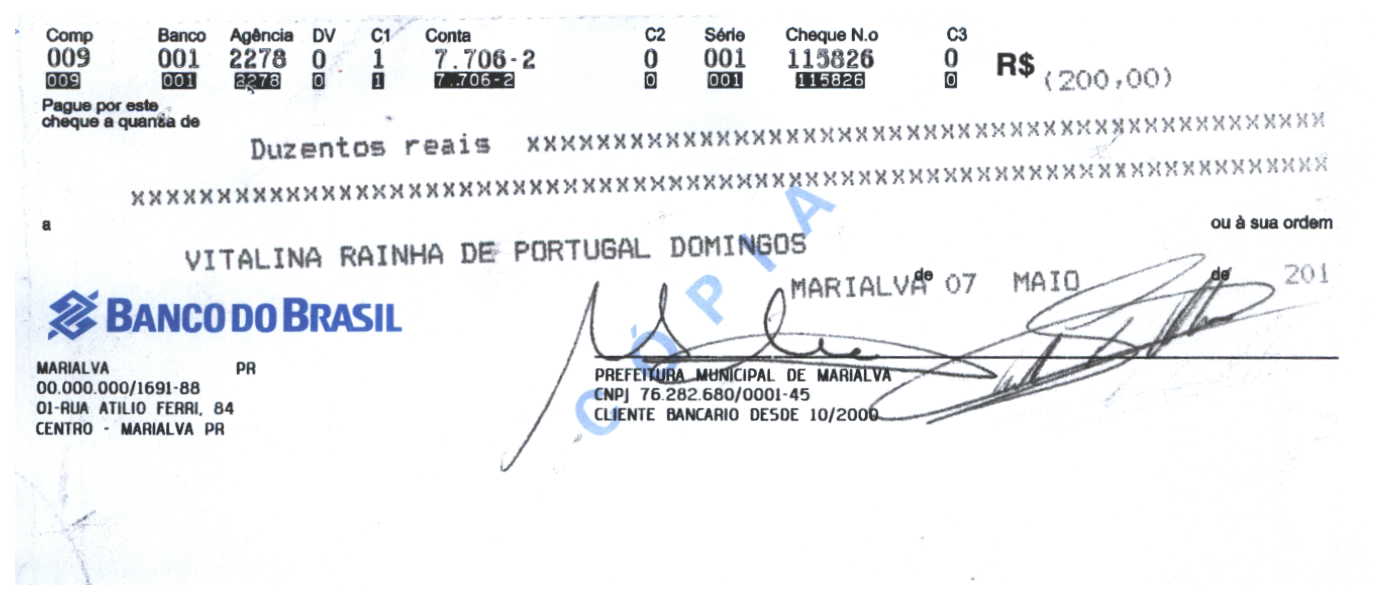 Comp Banco Agência DV C1 Conta C2 Série Cheque N.o C3
009 001 2278 0 1 7.706-2 0 001 115826 0 R$ (200,00)
009 001 2278 0 1 7.706-2 0 001 115826 0
Pague por este
cheque a quantia de
Duzentos reais XXXXXXXXXXXXXXXXXXXXXXXXXXXXXXXXXXXXXXXXXXXXXX
XXXXXXXXXXXXXXXXXXXXXXXXXXXXXXXXXXXXXXXXXXXXXXXXXXXXXXXXXXXXXXXXXXXXX
a ou à sua ordem
VITALINA RAINHA DE PORTUGAL DOMINGOS
MARIALVA de 07 MAIO de 201
BANCO DO BRASIL
CÓPIA
MARIALVA PR
00.000.000/1691-88
01-RUA ATILIO FERRI, 84
CENTRO - MARIALVA PR
PREFEITURA MUNICIPAL DE MARIALVA
CNPJ 76.282.680/0001-45
CLIENTE BANCARIO DESDE 10/2000